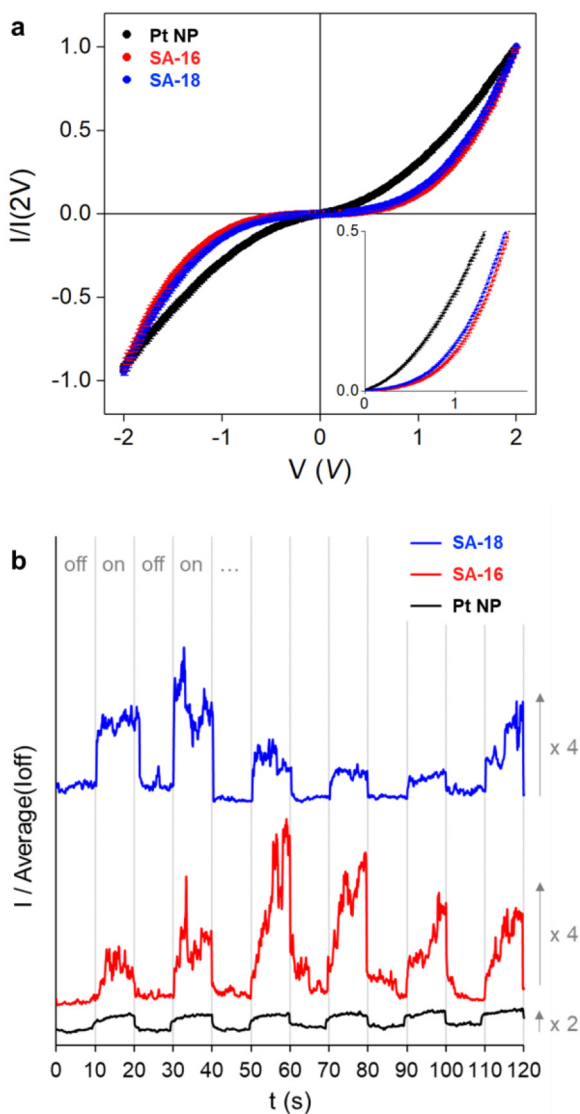 a
Pt NP
SA-16
SA-18
I/I(2V)
1.0
0.5
0.0
-0.5
-1.0
0.5
0.0
0 1
-2 -1 0 1 2
V (V)
b
SA-18
SA-16
Pt NP
off on off on ...
x 4
x 4
x 2
I / Average(Ioff)
0 10 20 30 40 50 60 70 80 90 100 110 120
t (s)